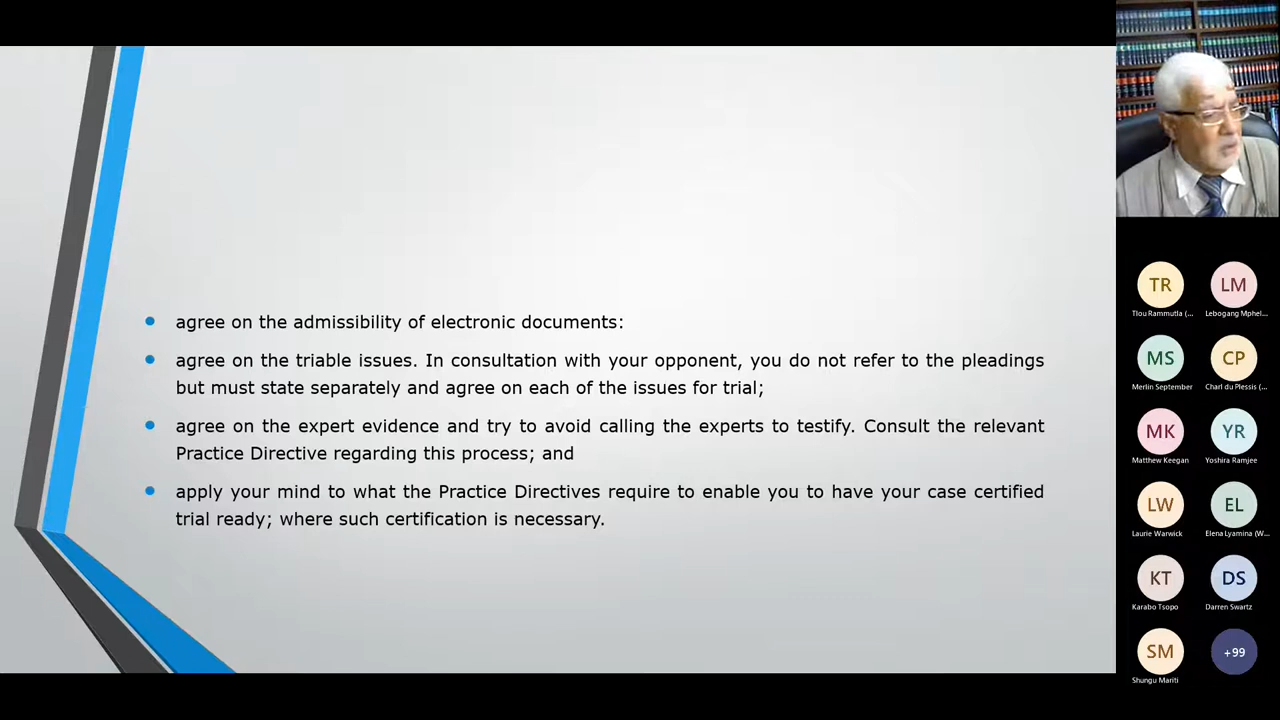 agree on the admissibility of electronic documents:
agree on the triable issues. In consultation with your opponent, you do not refer to the pleadings
but must state separately and agree on each of the issues for trial;
agree on the expert evidence and try to avoid calling the experts to testify. Consult the relevant
Practice Directive regarding this process; and
apply your mind to what the Practice Directives require to enable you to have your case certified
trial ready; where such certification is necessary.
TR LM
Tlou Rammutla (... Lebogang Mphel...
MS CP
Merlin September Charl du Plessis (...
MK YR
Matthew Keegan Yoshira Ramjee
LW EL
Laurie Warwick Elena Lyamina (W...
KT DS
Karabo Tsopo Darren Swartz
SM +99
Shungu Mariti